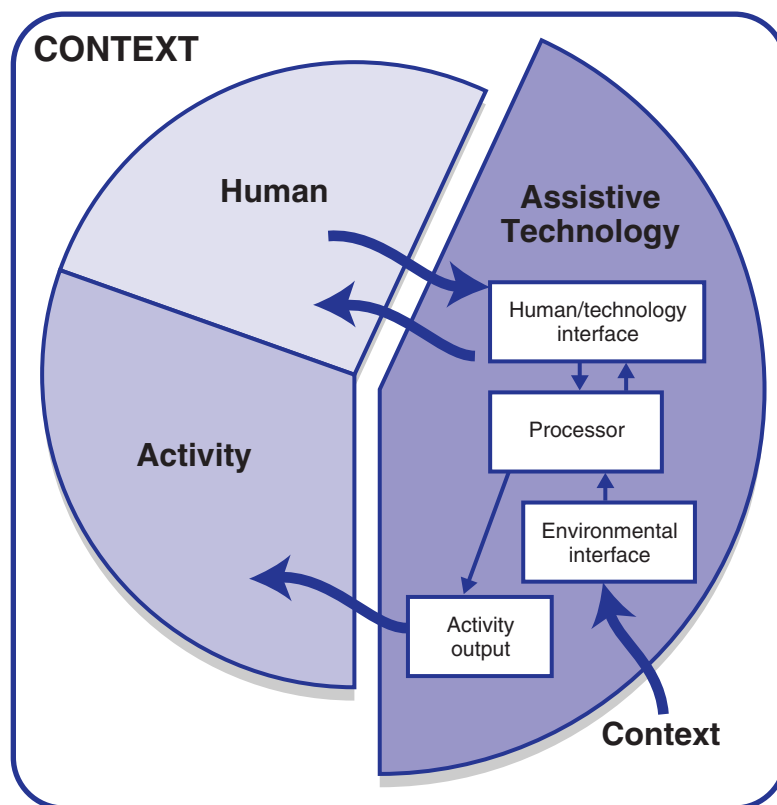 CONTEXT
Human
Assistive
Technology
Human/technology
interface
Processor
Activity
Environmental
interface
Activity
output
Context